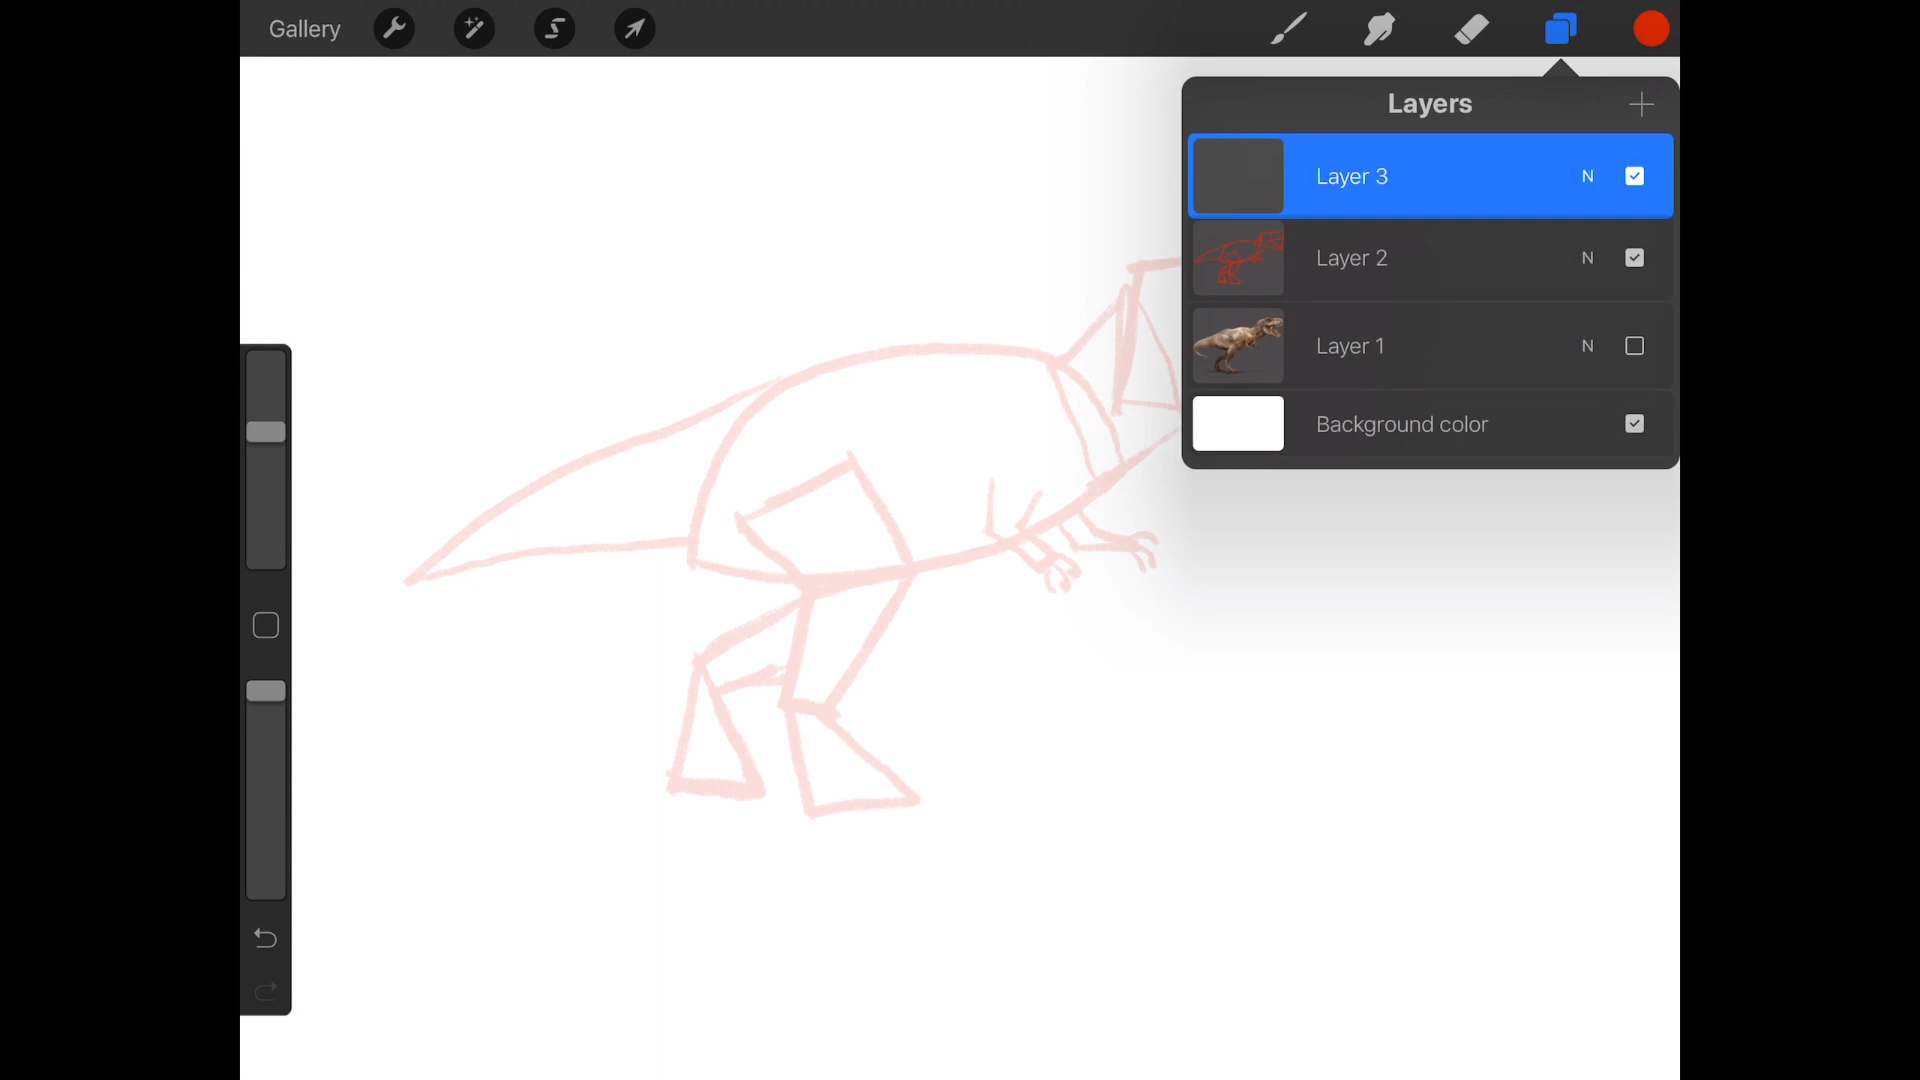 Gallery
Layers
Layer 3 N
Layer 2 N
Layer 1 N
Background color